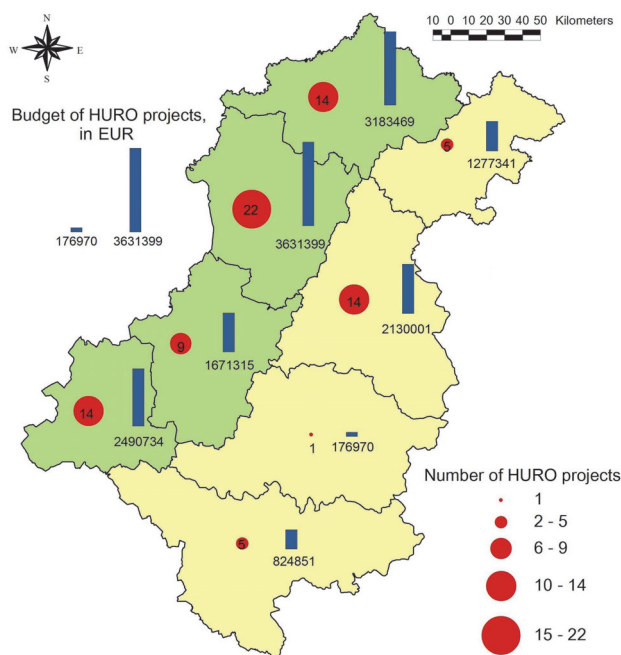 N
W E
S
10 0 10 20 30 40 50 Kilometers
Budget of HURO projects,
in EUR
176970
3631399
14
3183469
5
1277341
22
3631399
14
2130001
9
1671315
14
2490734
1
176970
5
824851
Number of HURO projects
1
2 - 5
6 - 9
10 - 14
15 - 22